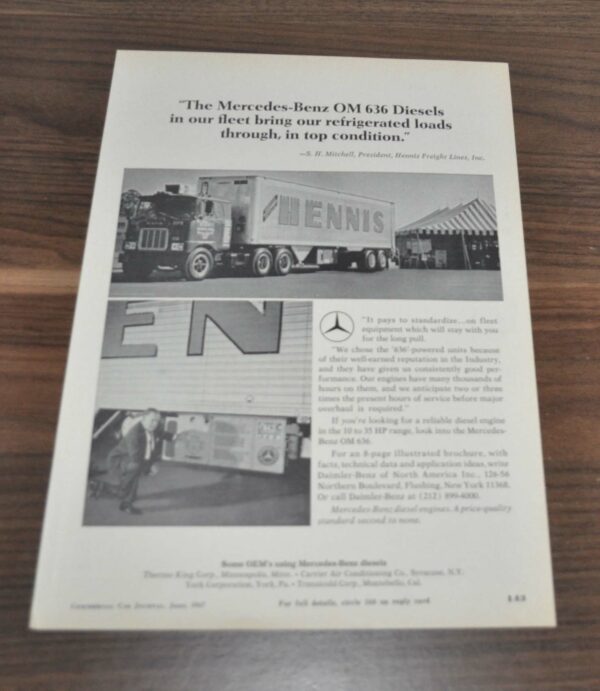 "The Mercedes-Benz OM 636 Diesels
in our fleet bring our refrigerated loads
through, in top condition."
—S. H. Mitchell, President, Hennis Freight Lines, Inc.
HENNIS
EN
"It pays to standardize...on fleet
equipment which will stay with you
for the long pull.
"We chose the '636'-powered units because
of their well-earned reputation in the Industry,
and they have given us consistently good per-
formance. Our engines have many thousands of
hours on them, and we anticipate two or three
times the present hours of service before major
overhaul is required."
If you're looking for a reliable diesel engine
in the 10 to 35 HP range, look into the Mercedes-
Benz OM 636.
For an 8-page illustrated brochure, with
facts, technical data and application ideas, write
Daimler-Benz of North America Inc., 126-56
Northern Boulevard, Flushing, New York 11368.
Or call Daimler-Benz at (212) 899-6000.
Mercedes-Benz diesel engines. A price-quality
standard second to none.
Some OEM's using Mercedes-Benz diesels
Thermo King Corp., Minneapolis, Minn. • Carrier Air Conditioning Co., Syracuse, N.Y.
York Corporation, York, Pa. • Transicold Corp., Montebello, Cal.
Commercial Car Journal, 1967
For full details, circle 168 on reply card
143